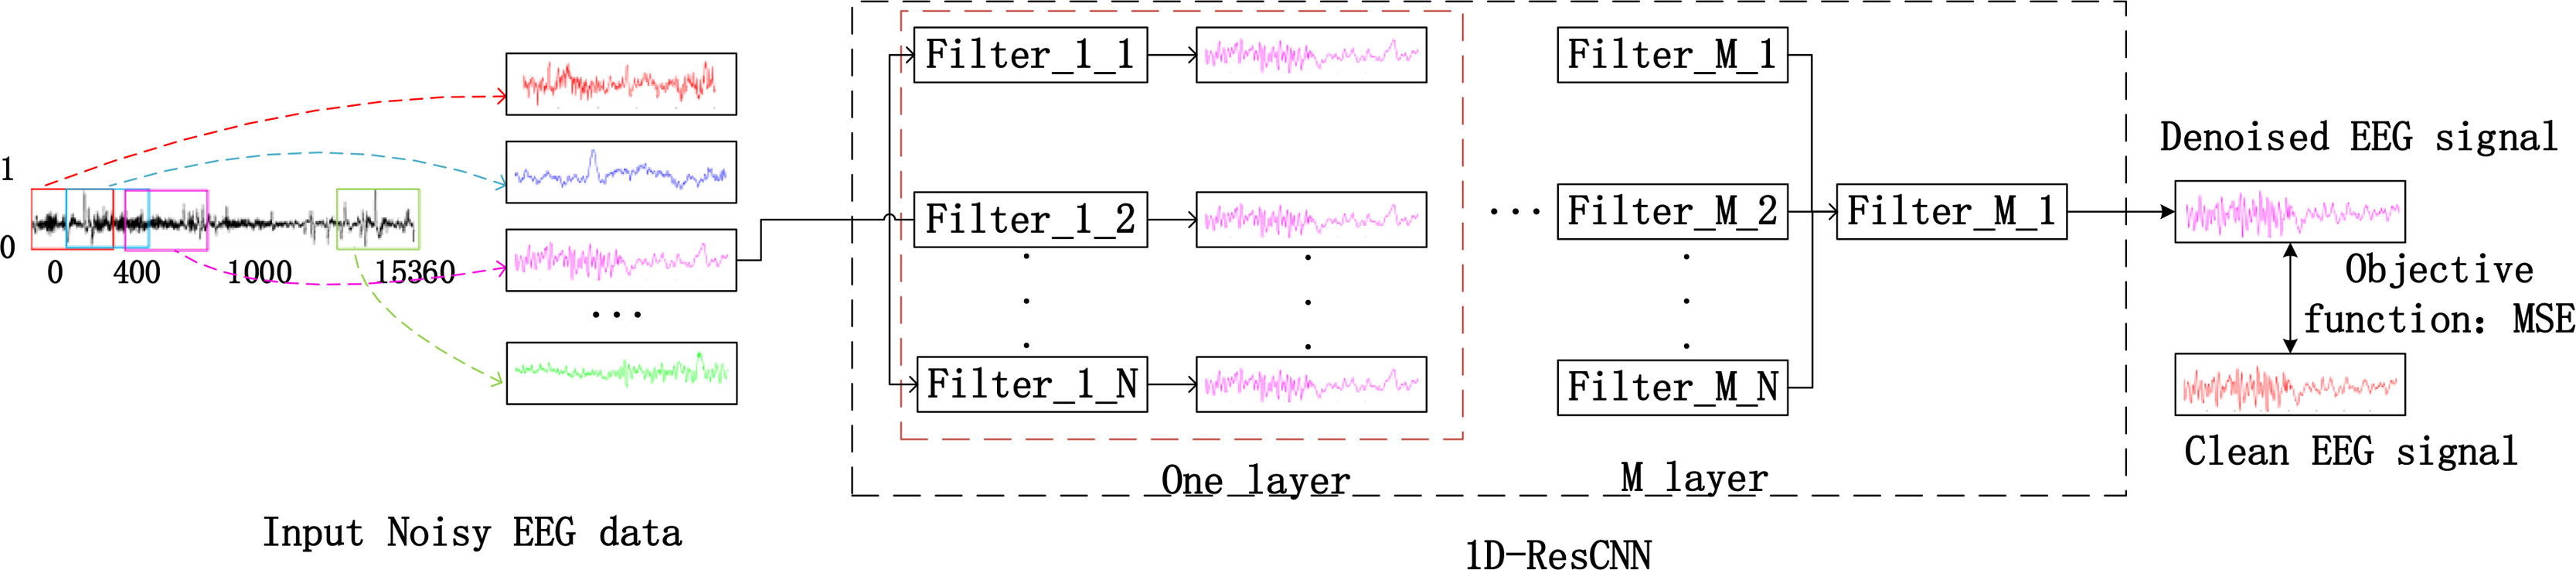 1
0
0 400 1000 15360
...
Input Noisy EEG data
Filter_1_1
Filter_1_2
Filter_1_N
One layer
...
Filter_M_1
Filter_M_2
Filter_M_N
M layer
Filter_M_1
1D-ResCNN
Denoised EEG signal
Objective
function: MSE
Clean EEG signal